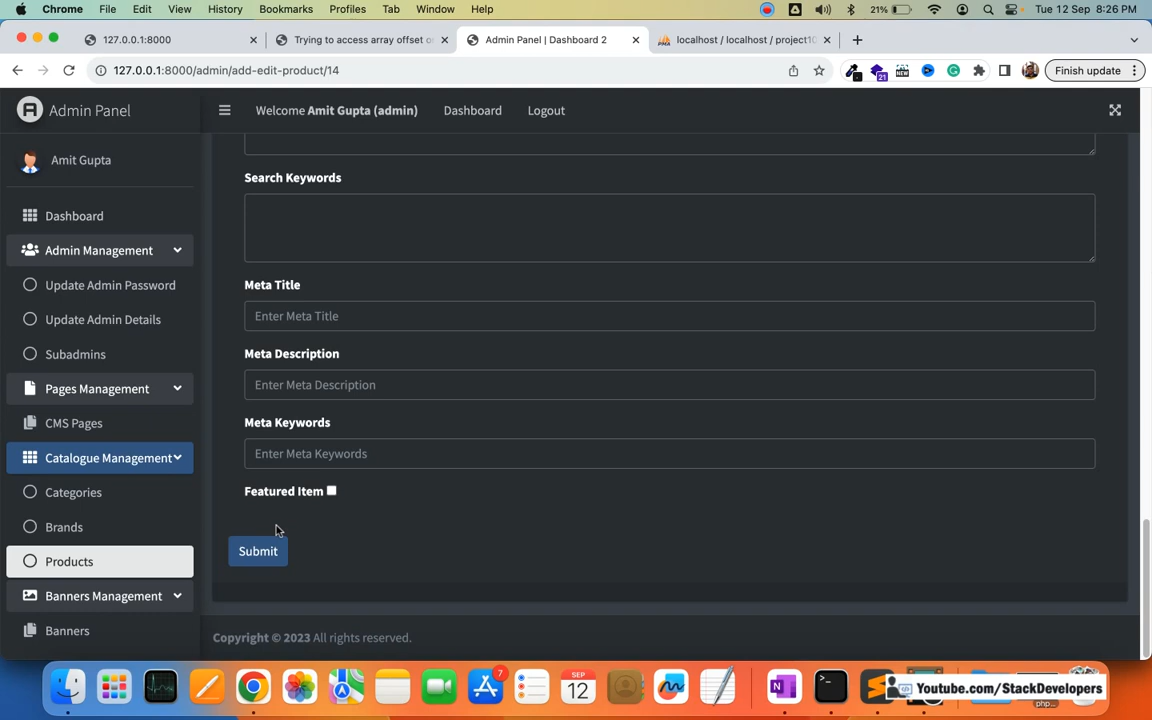 Chrome File Edit View History Bookmarks Profiles Tab Window Help 21% Tue 12 Sep 8:26 PM
127.0.0.1:8000 Trying to access array offset o Admin Panel | Dashboard 2 localhost / localhost / project10
127.0.0.1:8000/admin/add-edit-product/14 21 NEW Finish update
Admin Panel Welcome Amit Gupta (admin) Dashboard Logout
Amit Gupta
Search Keywords
Dashboard
Admin Management
Meta Title
Update Admin Password
Enter Meta Title
Update Admin Details
Meta Description
Subadmins
Enter Meta Description
Pages Management
Meta Keywords
CMS Pages
Enter Meta Keywords
Catalogue Management
Featured Item
Categories
Brands
Submit
Products
Banners Management
Banners
Copyright © 2023 All rights reserved.
7
SEP
12
Youtube.com/StackDevelopers
php...